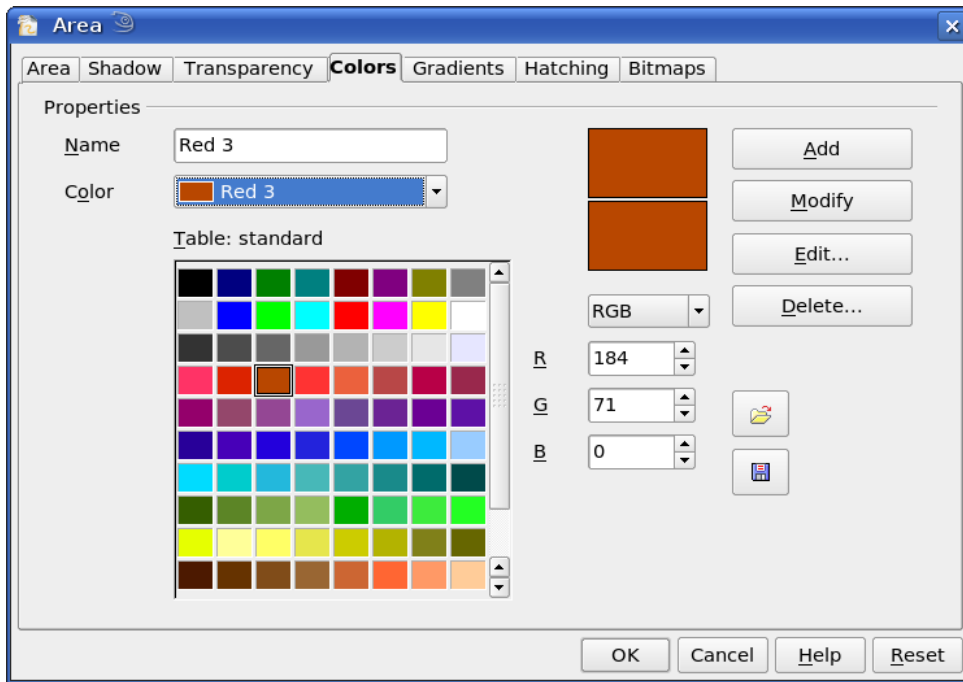 Area
Area Shadow Transparency Colors Gradients Hatching Bitmaps
Properties
Name Red 3
Color Red 3
Table: standard
Add
Modify
Edit...
Delete...
RGB
R 184
G 71
B 0
OK Cancel Help Reset